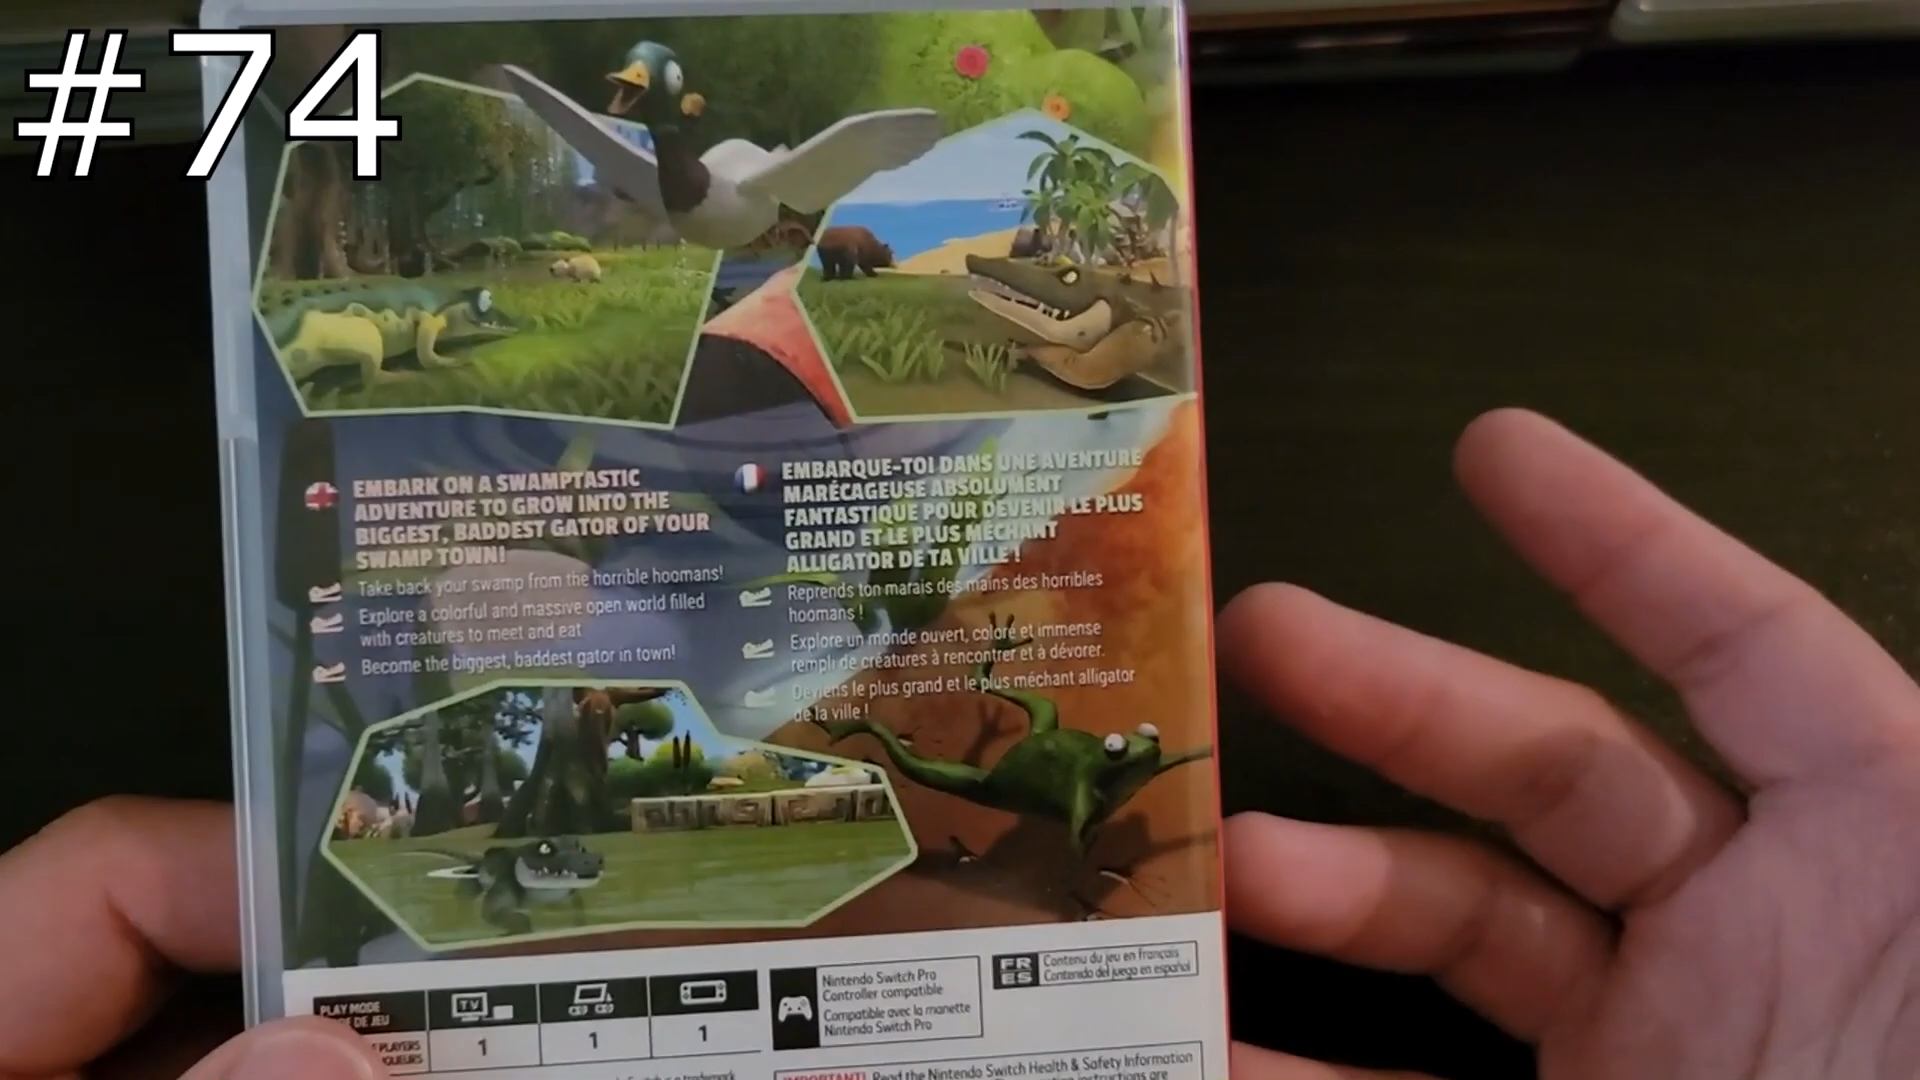 #74
EMBARK ON A SWAMPTASTIC
ADVENTURE TO GROW INTO THE
BIGGEST, BADDEST GATOR OF YOUR
SWAMP TOWN!
Take back your swamp from the horrible hoomans!
Explore a colorful and massive open world filled
with creatures to meet and eat
Become the biggest, baddest gator in town!
EMBARQUE-TOI DANS UNE AVENTURE
MARÉCAGEUSE ABSOLUMENT
FANTASTIQUE POUR DEVENIR LE PLUS
GRAND ET LE PLUS MÉCHANT
ALLIGATOR DE TA VILLE !
Reprends ton marais des mains des horribles
hoomans !
Explore un monde ouvert, coloré et immense
rempli de créatures à rencontrer et à dévorer.
Deviens le plus grand et le plus méchant alligator
de la ville !
PLAY MODE
DE JEU
PLAYERS
TV
1
1
1
Nintendo Switch Pro
Controller compatible
Compatible avec la manette
Nintendo Switch Pro
FR
ES
Contenu du jeu en français
Contenido del juego en español
IMPORTANT! Read the Nintendo Switch Health & Safety Information
instructions are